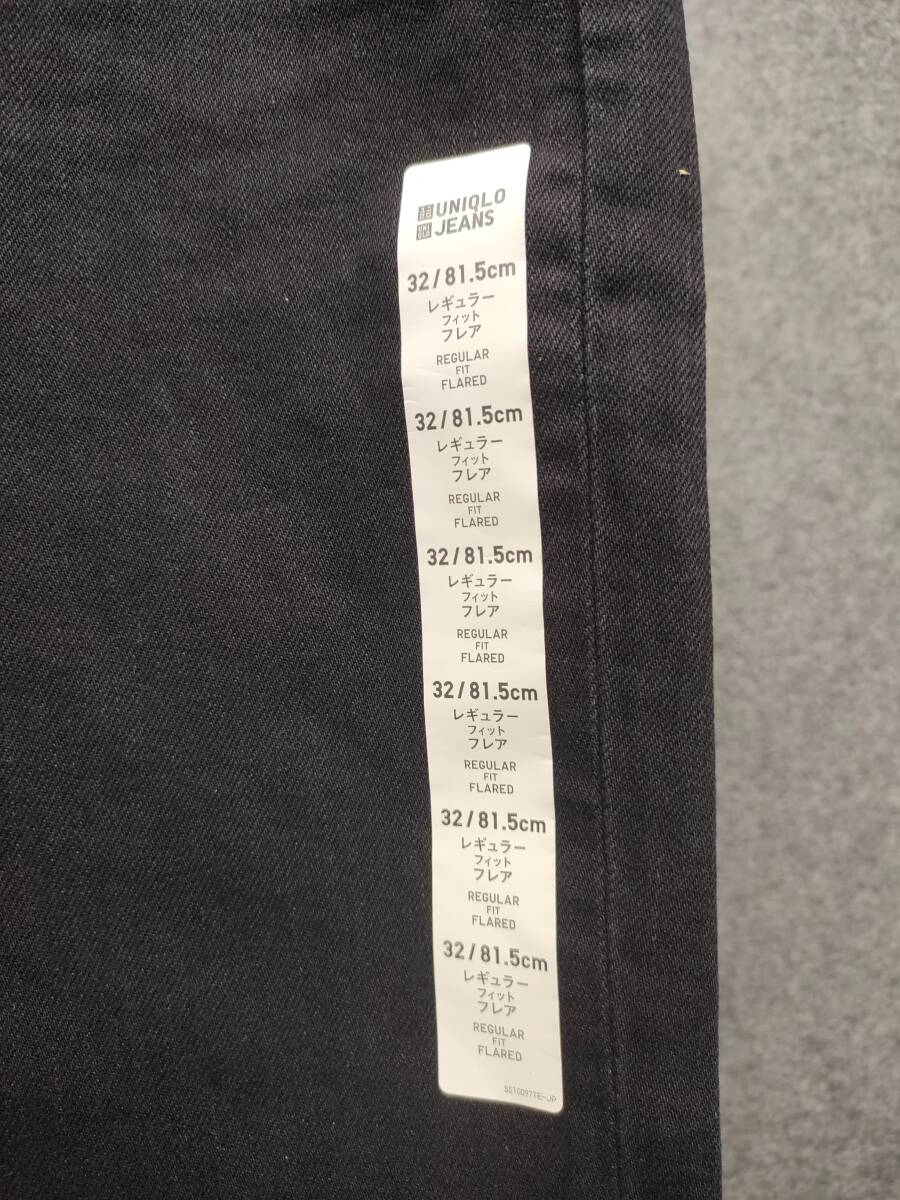 UNIQLO
JEANS
32/81.5cm
レギュラー
フィット
フレア
REGULAR
FIT
FLARED
32/81.5cm
レギュラー
フィット
フレア
REGULAR
FIT
FLARED
32/81.5cm
レギュラー
フィット
フレア
REGULAR
FIT
FLARED
32/81.5cm
レギュラー
フィット
フレア
REGULAR
FIT
FLARED
32/81.5cm
レギュラー
フィット
フレア
REGULAR
FIT
FLARED
32/81.5cm
レギュラー
フィット
フレア
REGULAR
FIT
FLARED
SS10097TE-JP